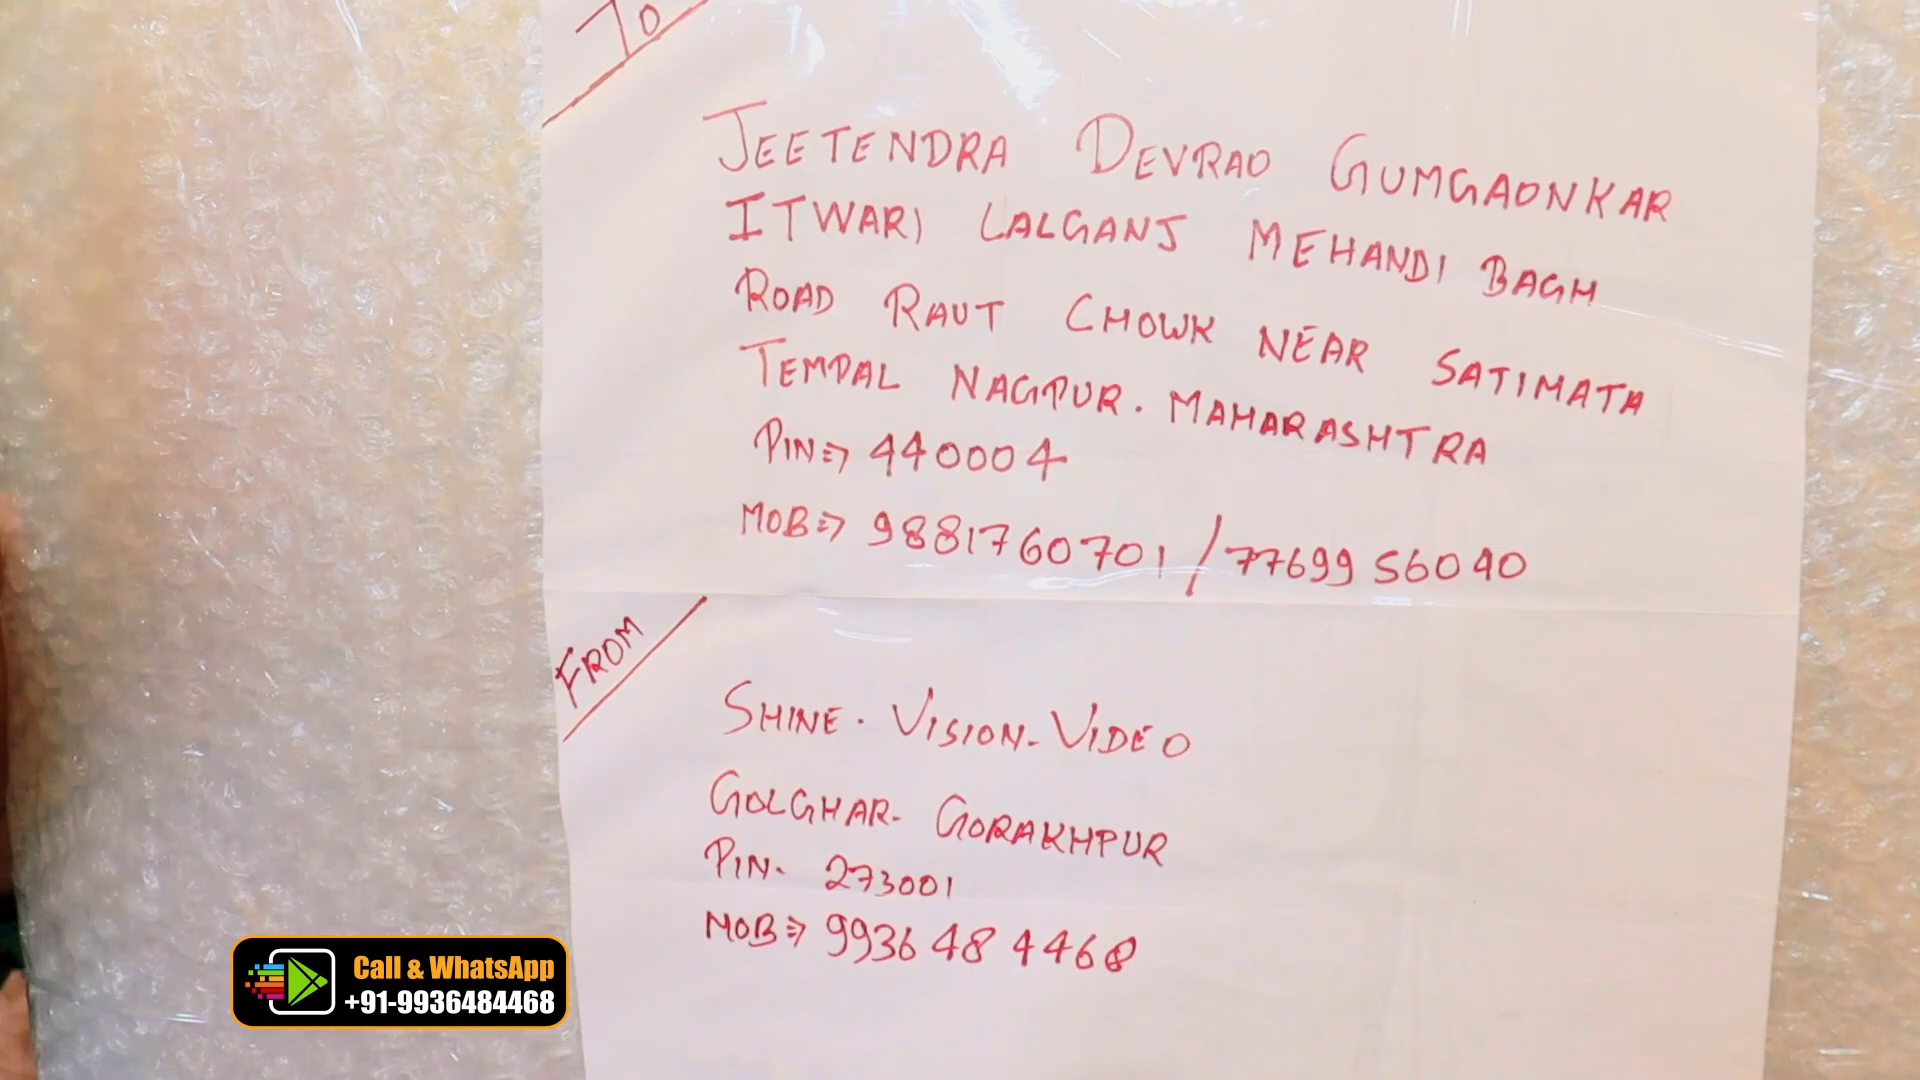 To
JEETENDRA DEVRAO GUMGAONKAR
ITWARI LALGANJ MEHANDI BAGH
ROAD RAUT CHOWK NEAR SATIMATA
TEMPAL NAGPUR. MAHARASHTRA
PIN⇒ 440004
MOB⇒ 9881760701 / 7769956040
FROM
SHINE. VISION-VIDEO
GOLGHAR- GORAKHPUR
PIN- 273001
MOB⇒ 9936484468
Call & WhatsApp
+91-9936484468